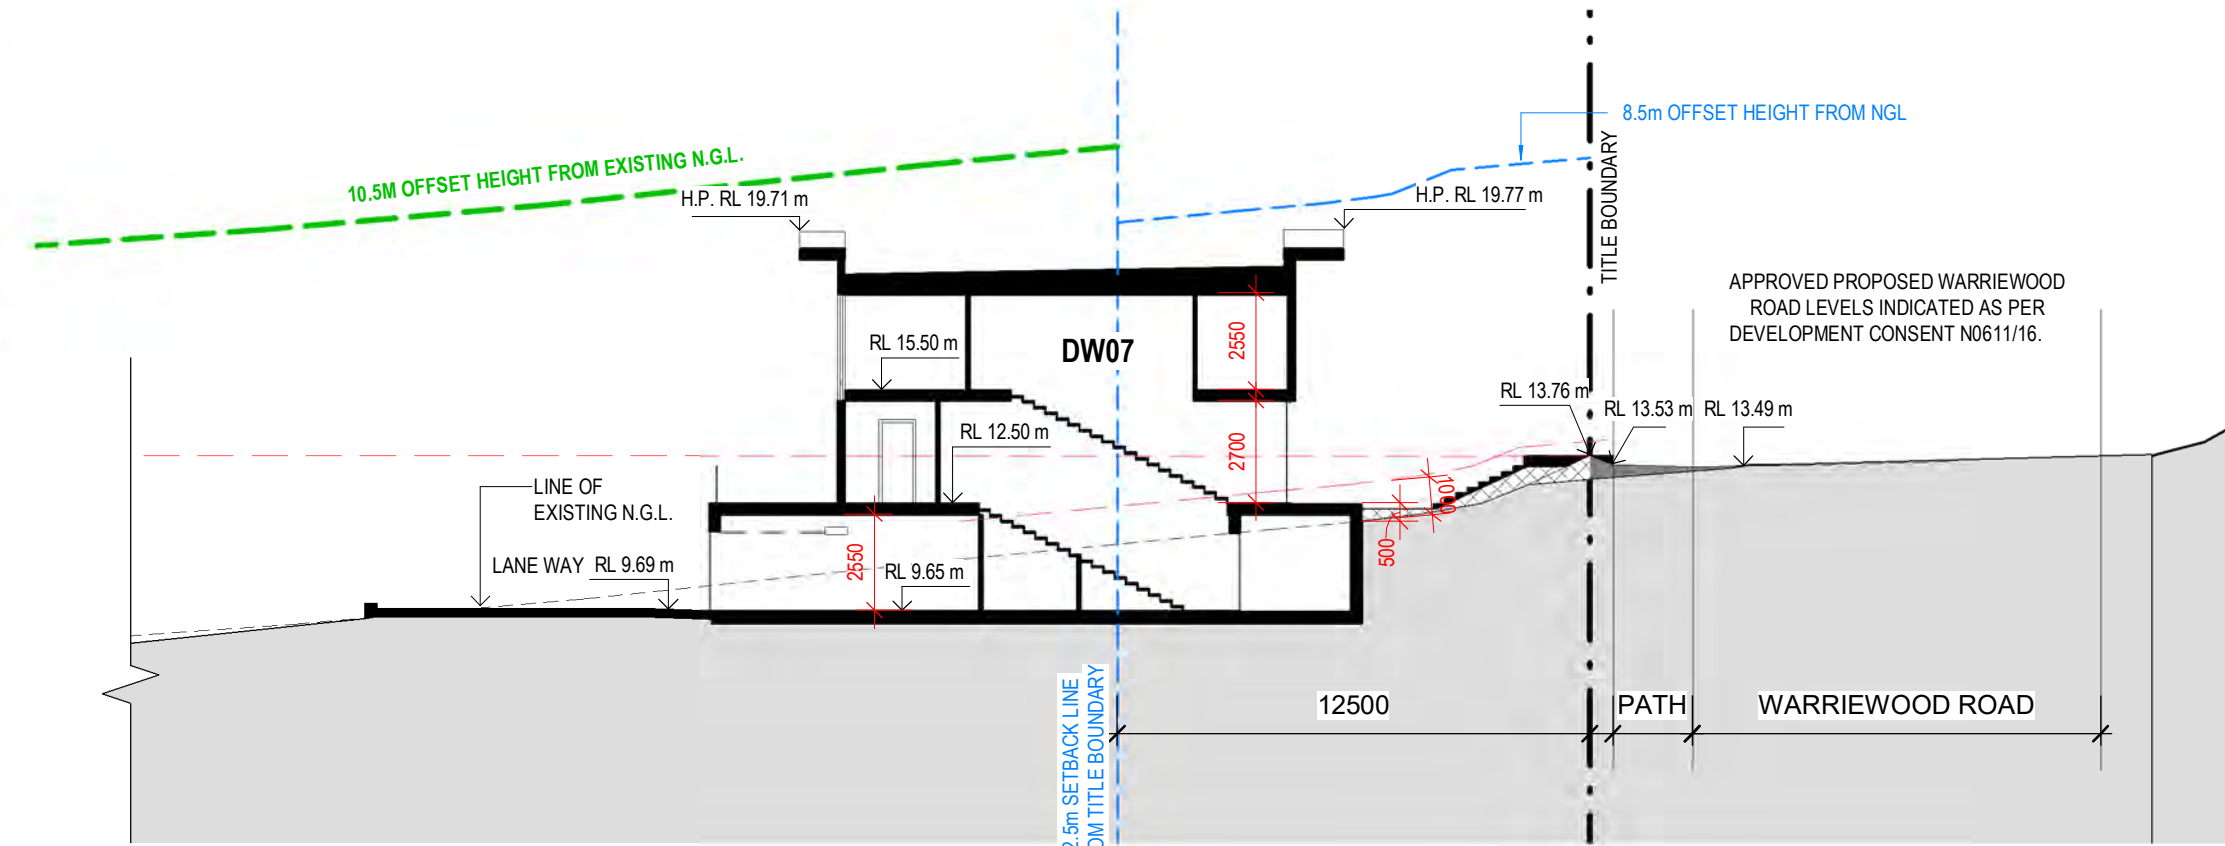 10.5M OFFSET HEIGHT FROM EXISTING N.G.L.
8.5m OFFSET HEIGHT FROM NGL
TITLE BOUNDARY
H.P. RL 19.71 m
H.P. RL 19.77 m
APPROVED PROPOSED WARRIEWOOD
ROAD LEVELS INDICATED AS PER
DEVELOPMENT CONSENT N0611/16.
RL 15.50 m
DW07
2550
RL 13.76 m
RL 13.53 m
RL 13.49 m
RL 12.50 m
2700
LINE OF
EXISTING N.G.L.
1000
500
LANE WAY
RL 9.69 m
2550
RL 9.65 m
2.5m SETBACK LINE
OM TITLE BOUNDARY
12500
PATH
WARRIEWOOD ROAD